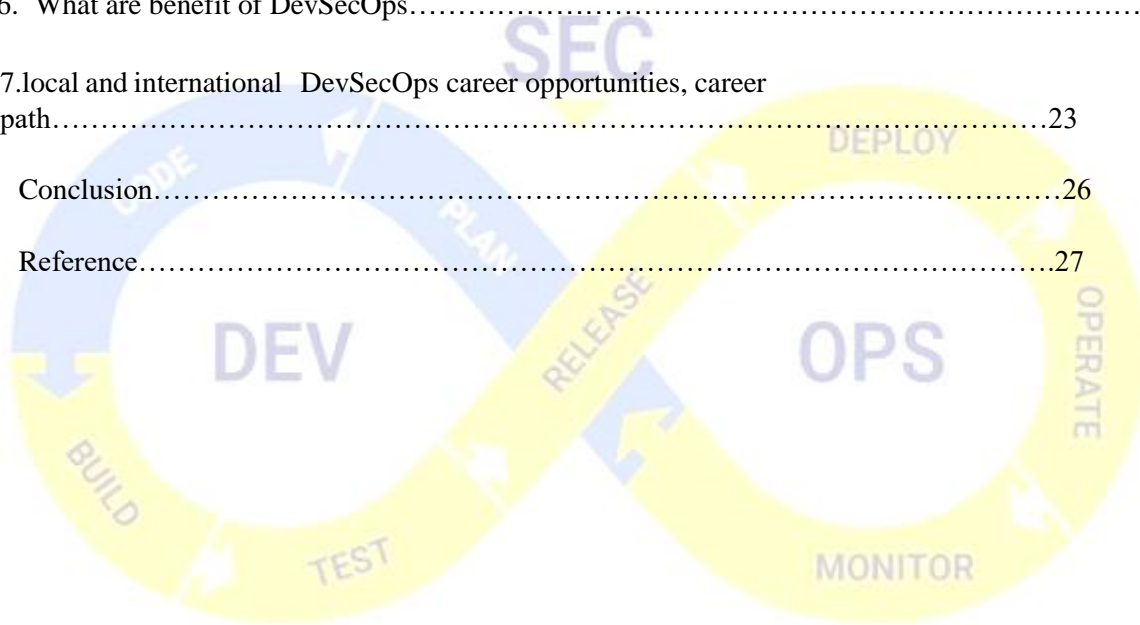 6. What are benefit of DevSecOps……………………………………………………………………
SEC
7.local and international DevSecOps career opportunities, career
path…………………………………………………………………………………………23
DEPLOY
CODE
Conclusion…………………………………………………………………………………26
PLAN
Reference………………………………………………………………………………….27
RELEASE
OPERATE
DEV
OPS
BUILD
TEST
MONITOR